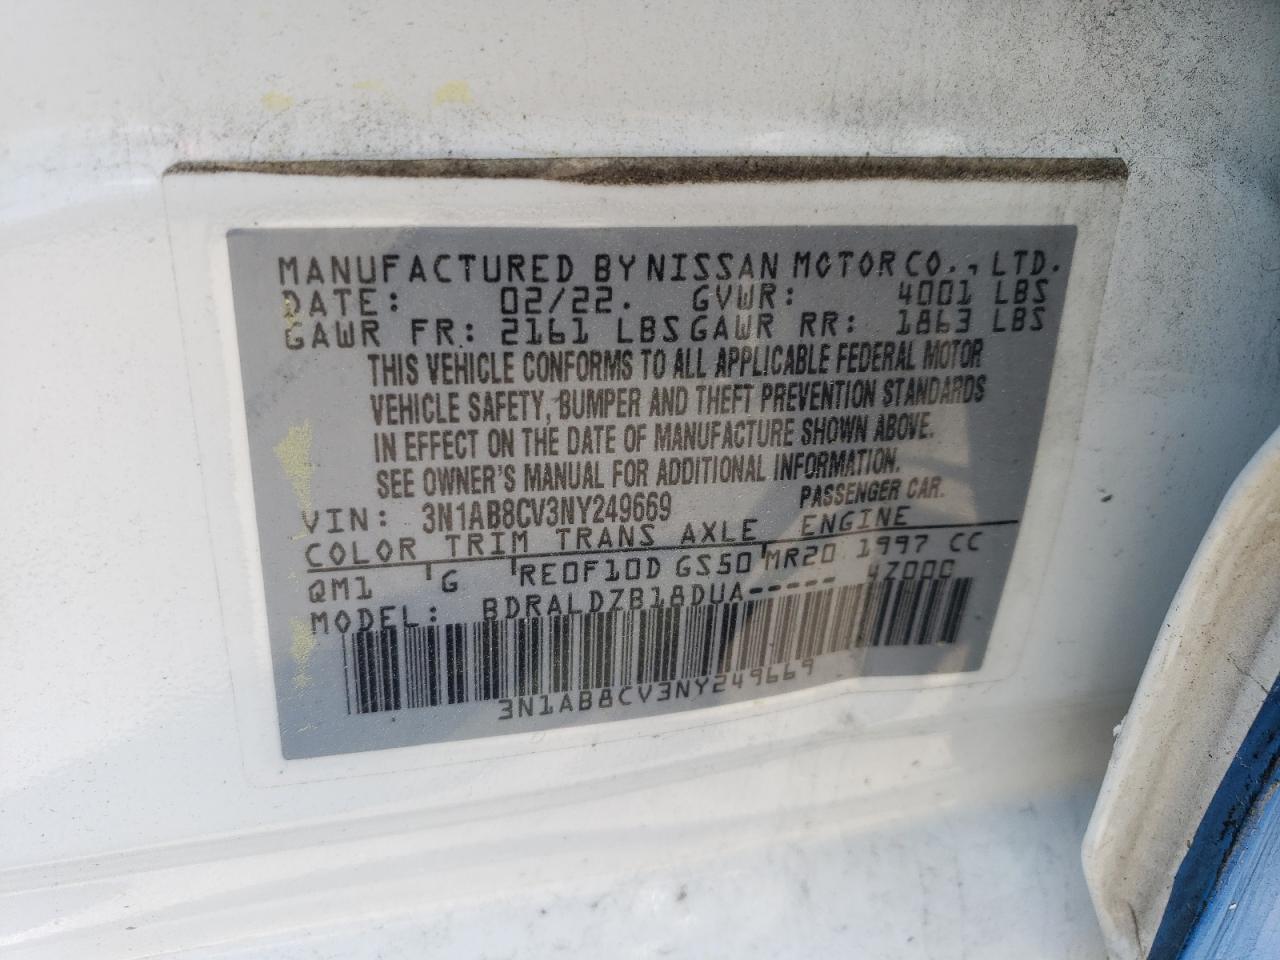 MANUFACTURED BY NISSAN MOTOR CO., LTD.
DATE: 02/22. GVWR: 4001 LBS
GAWR FR: 2161 LBS GAWR RR: 1863 LBS
THIS VEHICLE CONFORMS TO ALL APPLICABLE FEDERAL MOTOR
VEHICLE SAFETY, BUMPER AND THEFT PREVENTION STANDARDS
IN EFFECT ON THE DATE OF MANUFACTURE SHOWN ABOVE.
SEE OWNER'S MANUAL FOR ADDITIONAL INFORMATION.
VIN: 3N1AB8CV3NY249669 PASSENGER CAR.
COLOR TRIM TRANS AXLE ENGINE
QM1 G RE0F10D GS50 MR20 1997 CC
MODEL: BDRALDZB18DUA----- 4Z000
3N1AB8CV3NY249669